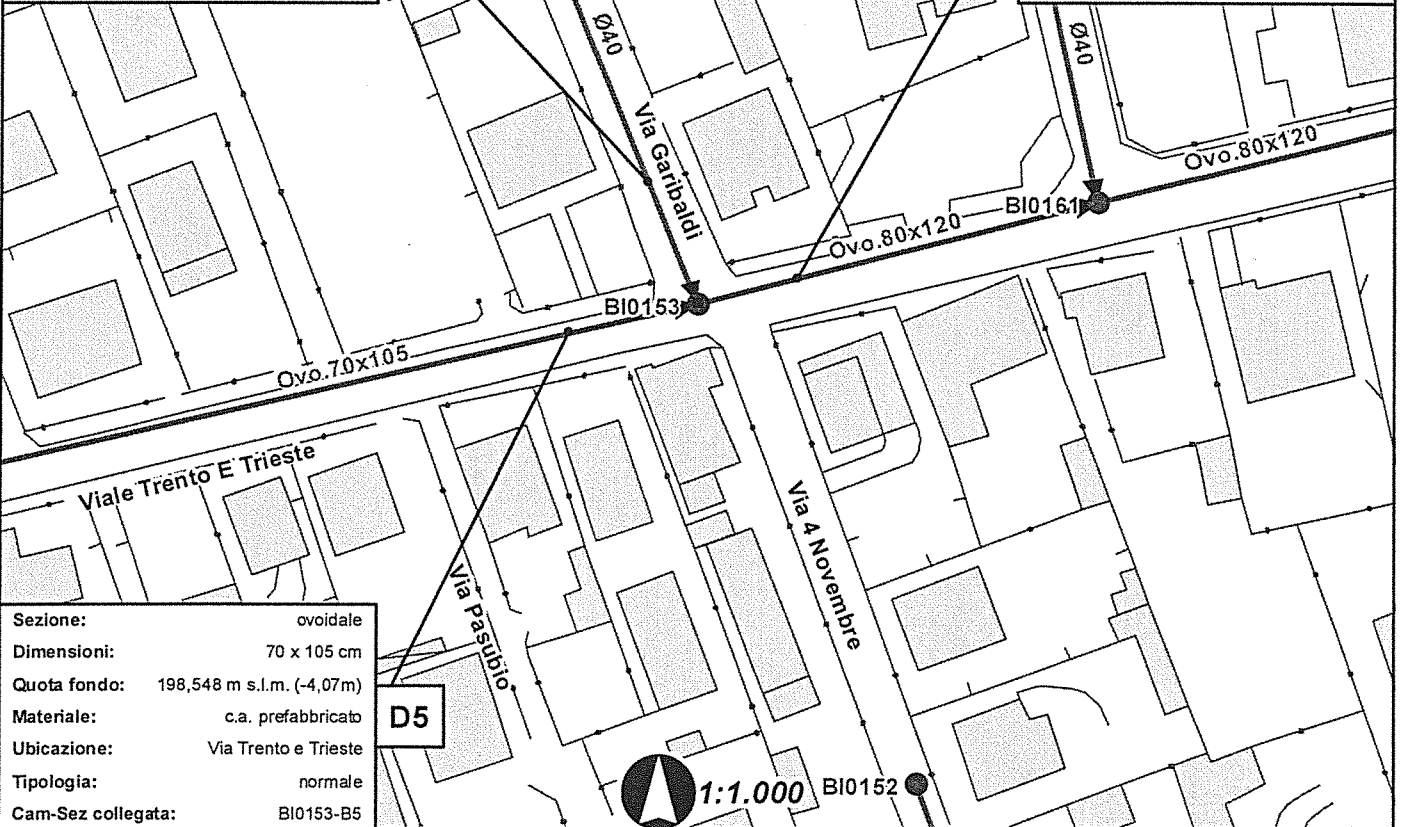 Ø40
Ø40
Via Garibaldi
Ovo.80x120
BI0161
Ovo.80x120
BI0153
Ovo.70x105
Viale Trento E Trieste
Via 4 Novembre
Via Pasubio
Sezione: ovoidale
Dimensioni: 70 x 105 cm
Quota fondo: 198,548 m s.l.m. (-4,07m)
Materiale: c.a. prefabbricato
D5
Ubicazione: Via Trento e Trieste
Tipologia: normale
1:1.000
BI0152
Cam-Sez collegata: BI0153-B5